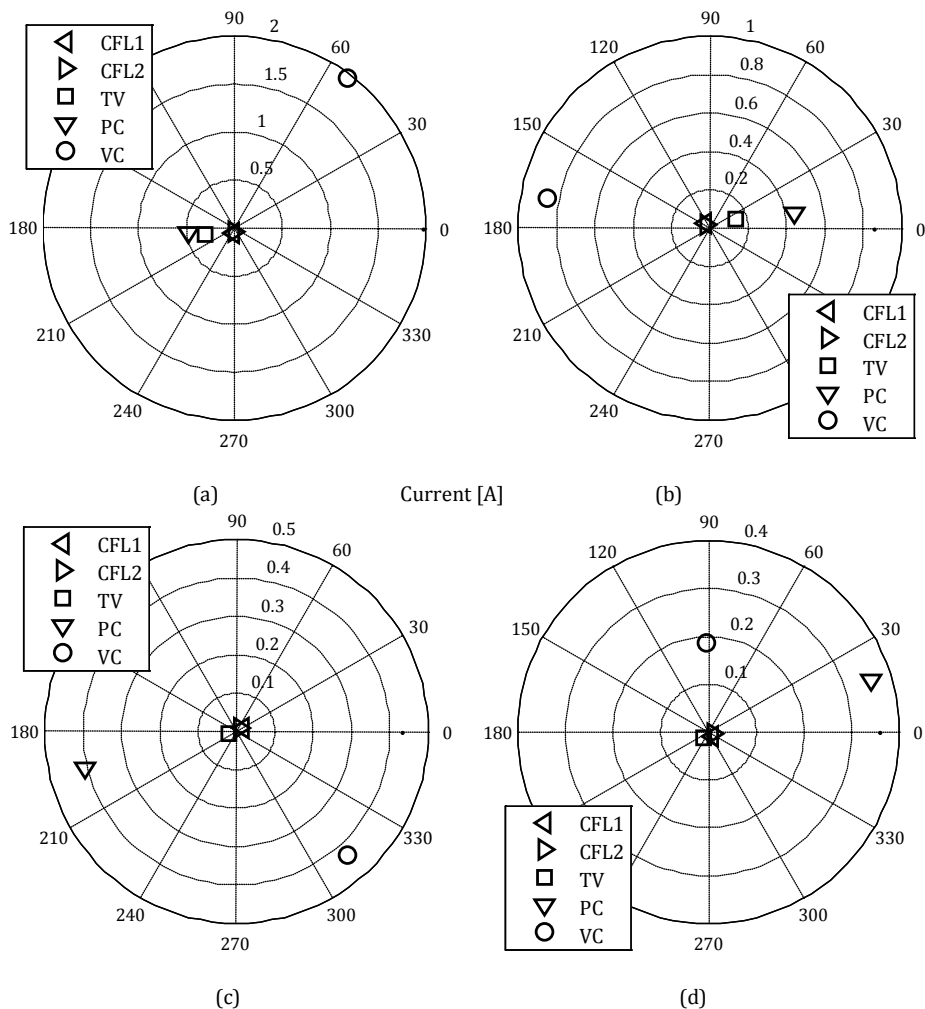 90
2
60
1.5
1
30
0.5
180
0
210
330
240
300
270
CFL1
CFL2
TV
PC
VC
(a)
90
1
120
60
0.8
0.6
150
30
0.4
0.2
180
0
210
240
270
CFL1
CFL2
TV
PC
VC
(b)
Current [A]
90
0.5
60
0.4
0.3
30
0.2
0.1
180
0
210
330
240
300
270
CFL1
CFL2
TV
PC
VC
(c)
90
0.4
120
60
0.3
150
30
0.2
0.1
180
0
330
300
270
CFL1
CFL2
TV
PC
VC
(d)